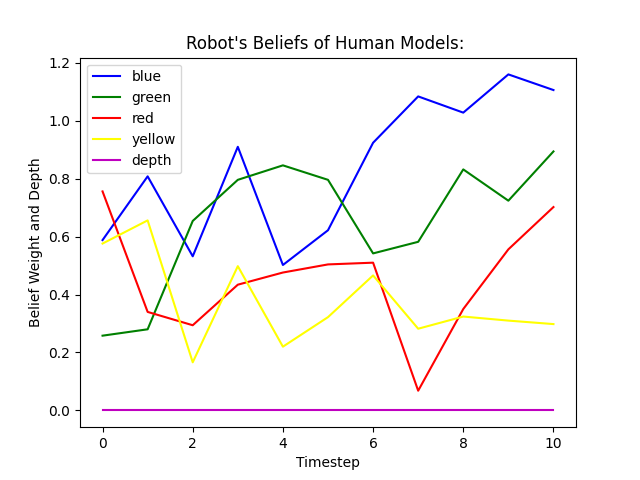 Robot's Beliefs of Human Models:
1.2
1.0
0.8
0.6
0.4
0.2
0.0
Belief Weight and Depth
blue
green
red
yellow
depth
0 2 4 6 8 10
Timestep